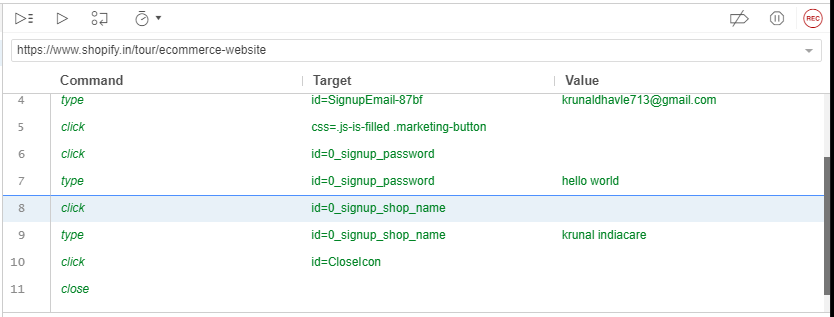 REC
https://www.shopify.in/tour/ecommerce-website
Command Target Value
4 type id=SignupEmail-87bf krunaldhavle713@gmail.com
5 click css=.js-is-filled .marketing-button
6 click id=0_signup_password
7 type id=0_signup_password hello world
8 click id=0_signup_shop_name
9 type id=0_signup_shop_name krunal indiacare
10 click id=CloseIcon
11 close